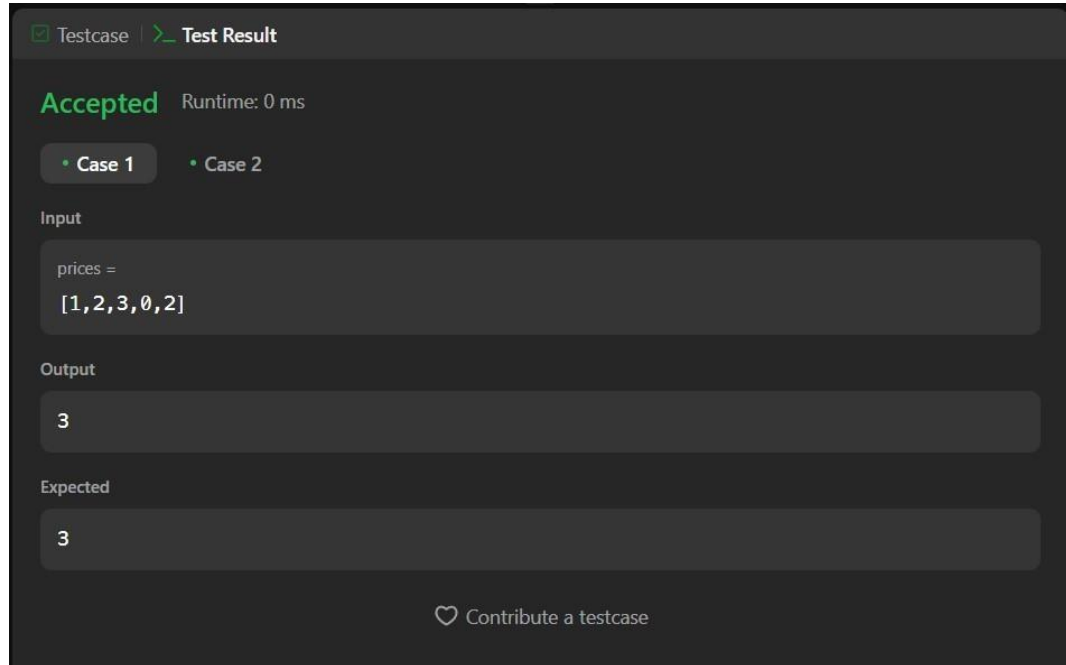 Testcase | >_ Test Result
Accepted Runtime: 0 ms
• Case 1 • Case 2
Input
prices =
[1,2,3,0,2]
Output
3
Expected
3
Contribute a testcase